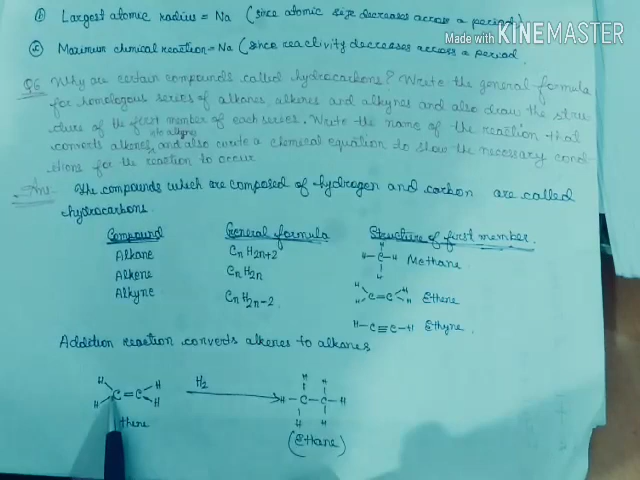 Made with KINEMASTER
b Largest atomic radius = Na (since atomic size decreases across a period)
c Maximum chemical reaction = Na (since reactivity decreases across a period
Q6 Why are certain compounds called hydrocarbons? Write the general formula
for homologous series of alkanes, alkenes and alkynes and also draw the stru
cture of the first member of each series. Write the name of the reaction that
converts alkenes into alkanes and also write a chemical equation to show the necessary cond
itions for the reaction to occur
Ans. The compounds which are composed of hydrogen and carbon are called
hydrocarbons.
Compound General formula Structure of first member.
Alkane CnH2n+2 H H-C-H H Methane
Alkene CnH2n H H C=C H H Ethene
Alkyne CnH2n-2 H-C≡C-H Ethyne
Addition reaction converts alkenes to alkanes
H H C=C H H H2 H H H-C-C-H H H
thene (Ethane)